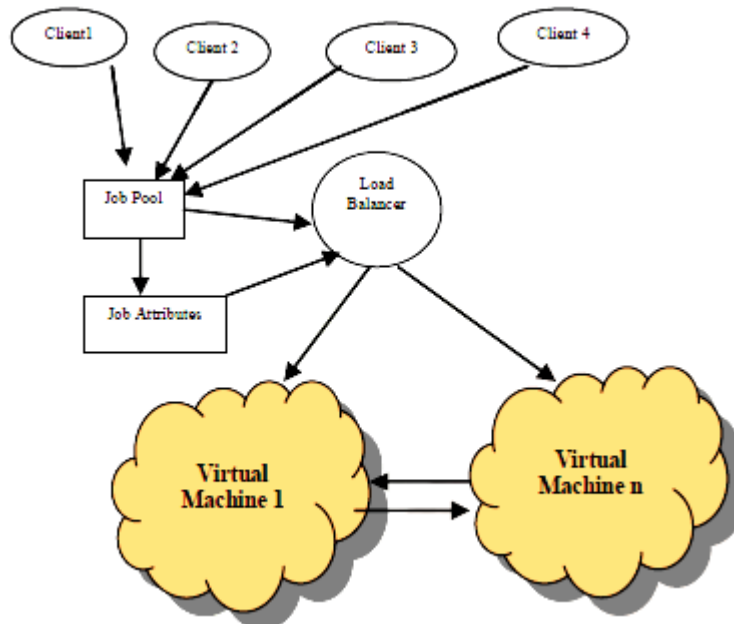 Client1
Client 2
Client 3
Client 4
Job Pool
Load
Balancer
Job Attributes
Virtual
Machine 1
Virtual
Machine n